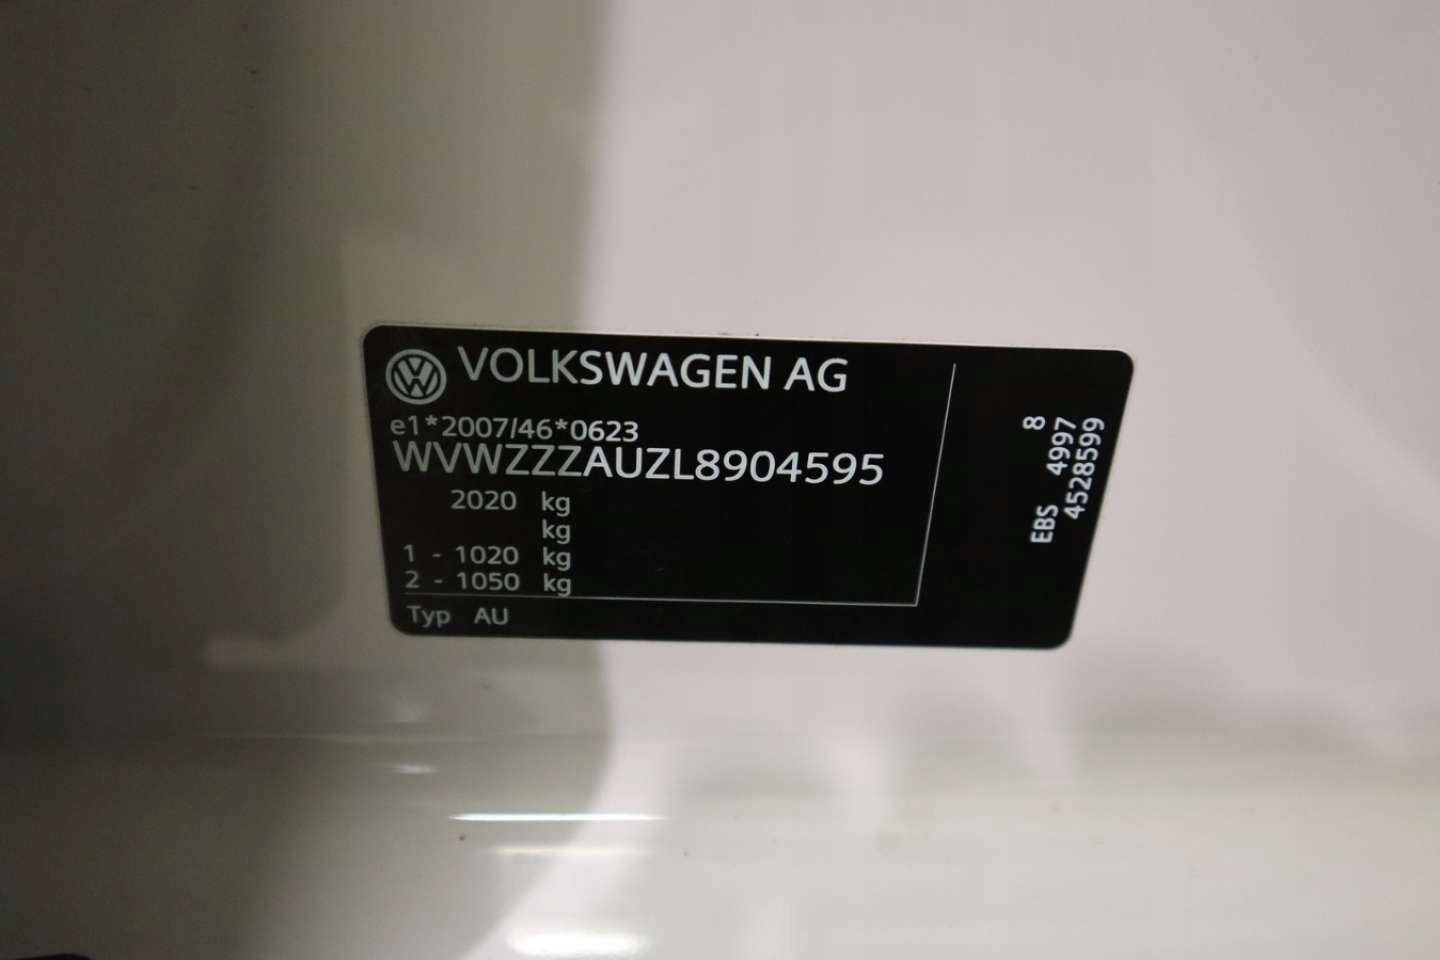 VOLKSWAGEN AG
e1*2007/46*0623
WVWZZZAUZL8904595
2020 kg
kg
1 - 1020 kg
2 - 1050 kg
Typ AU
8
EBS 4997
4528599